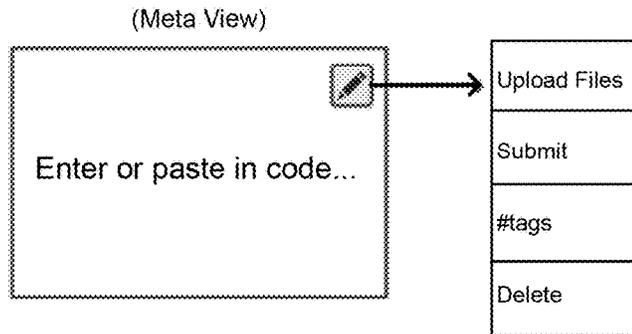 (Meta View)
Enter or paste in code...
Upload Files
Submit
#tags
Delete